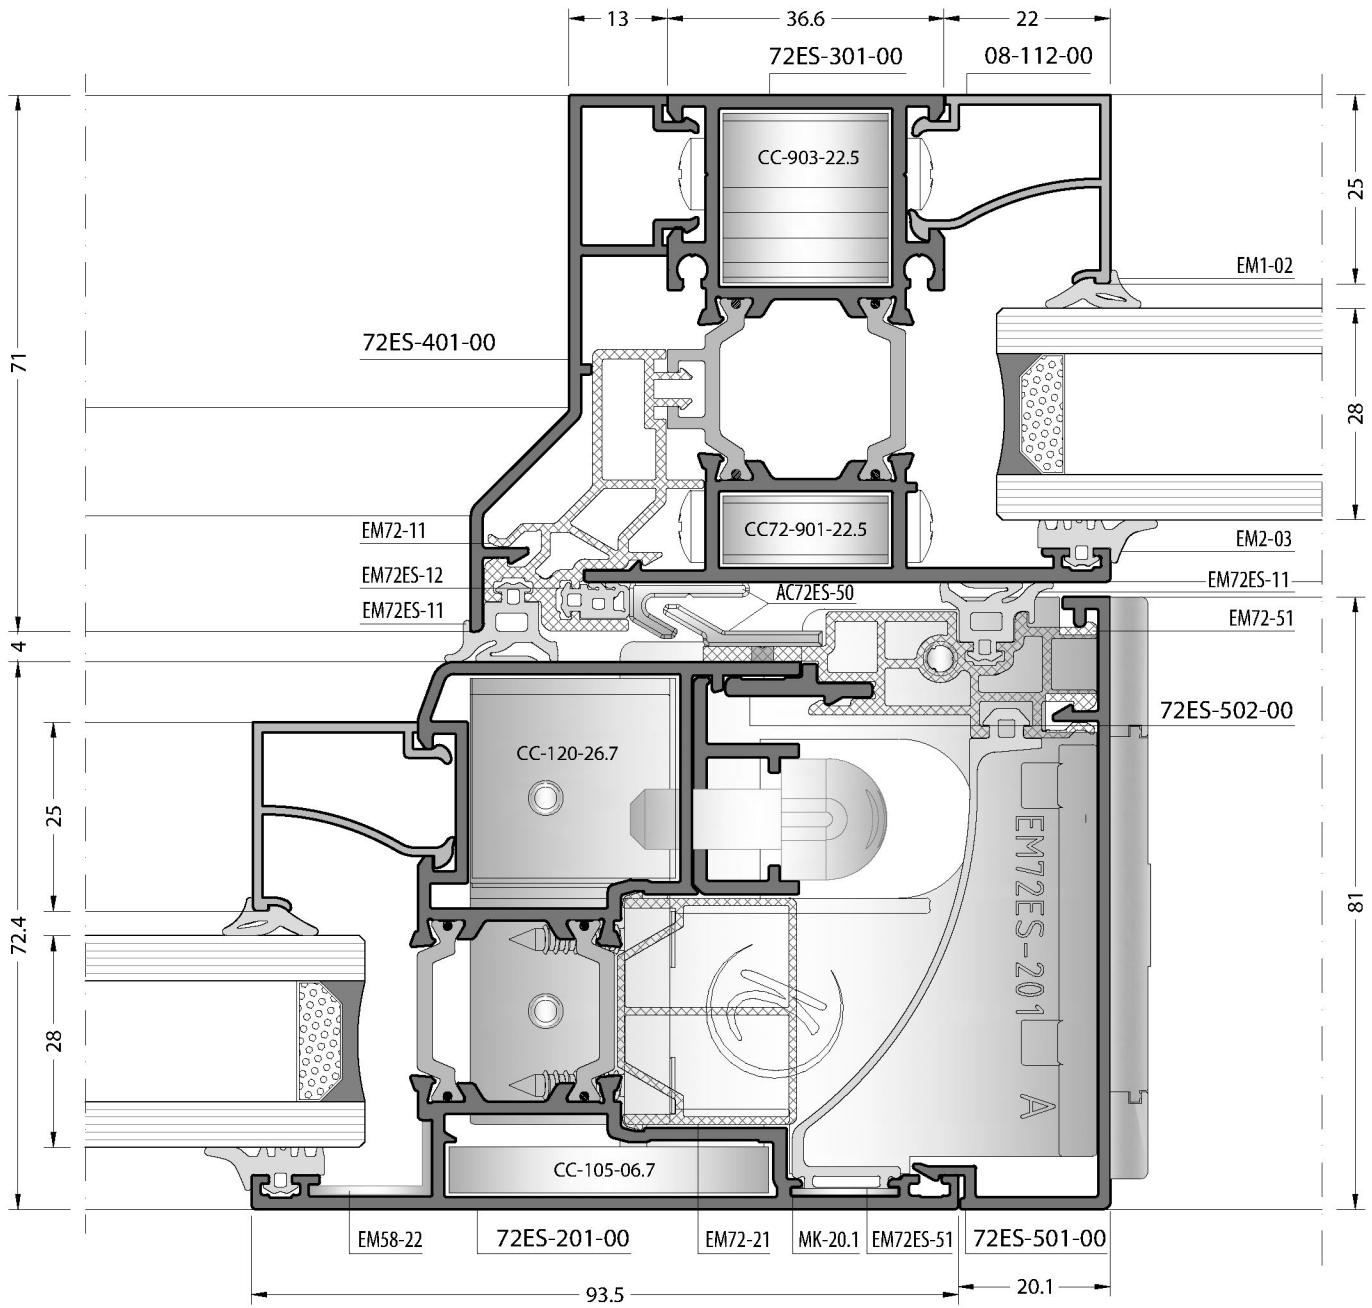 13
36.6
22
72ES-301-00
08-112-00
CC-903-22.5
25
EM1-02
72ES-401-00
71
28
EM72-11
CC72-901-22.5
EM2-03
EM72ES-12
AC72ES-50
EM72ES-11
EM72ES-11
EM72-51
4
72ES-502-00
CC-120-26.7
25
EM72ES-201 A
81
72.4
28
CC-105-06.7
EM58-22
72ES-201-00
EM72-21
MK-20.1
EM72ES-51
72ES-501-00
93.5
20.1